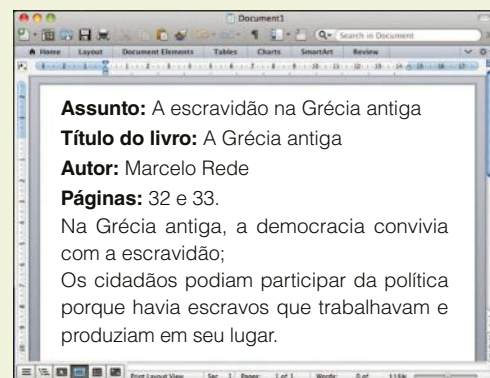 Document1
Search in Document
Home Layout Document Elements Tables Charts SmartArt Review
Assunto: A escravidão na Grécia antiga
Título do livro: A Grécia antiga
Autor: Marcelo Rede
Páginas: 32 e 33.
Na Grécia antiga, a democracia convivia
com a escravidão;
Os cidadãos podiam participar da política
porque havia escravos que trabalhavam e
produziam em seu lugar.
Print Layout View Sec 1 Pages: 1 of 1 Words: 0 of 115%